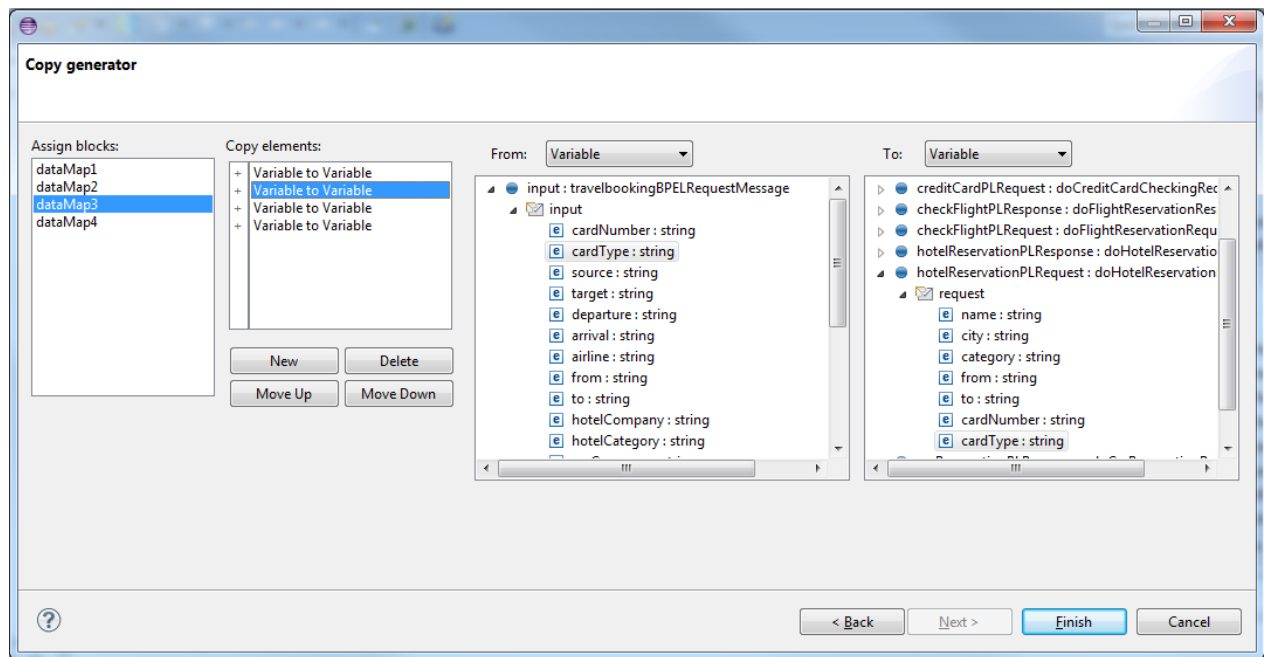 Copy generator
Assign blocks:
dataMap1
dataMap2
dataMap3
dataMap4
Copy elements:
+ Variable to Variable
+ Variable to Variable
+ Variable to Variable
+ Variable to Variable
New
Delete
Move Up
Move Down
From:
Variable
input : travelbookingBPELRequestMessage
input
e cardNumber : string
e cardType : string
e source : string
e target : string
e departure : string
e arrival : string
e airline : string
e from : string
e to : string
e hotelCompany : string
e hotelCategory : string
To:
Variable
creditCardPLRequest : doCreditCardCheckingRec
checkFlightPLResponse : doFlightReservationRes
checkFlightPLRequest : doFlightReservationRequ
hotelReservationPLResponse : doHotelReservatio
hotelReservationPLRequest : doHotelReservation
request
e name : string
e city : string
e category : string
e from : string
e to : string
e cardNumber : string
e cardType : string
?
< Back
Next >
Finish
Cancel